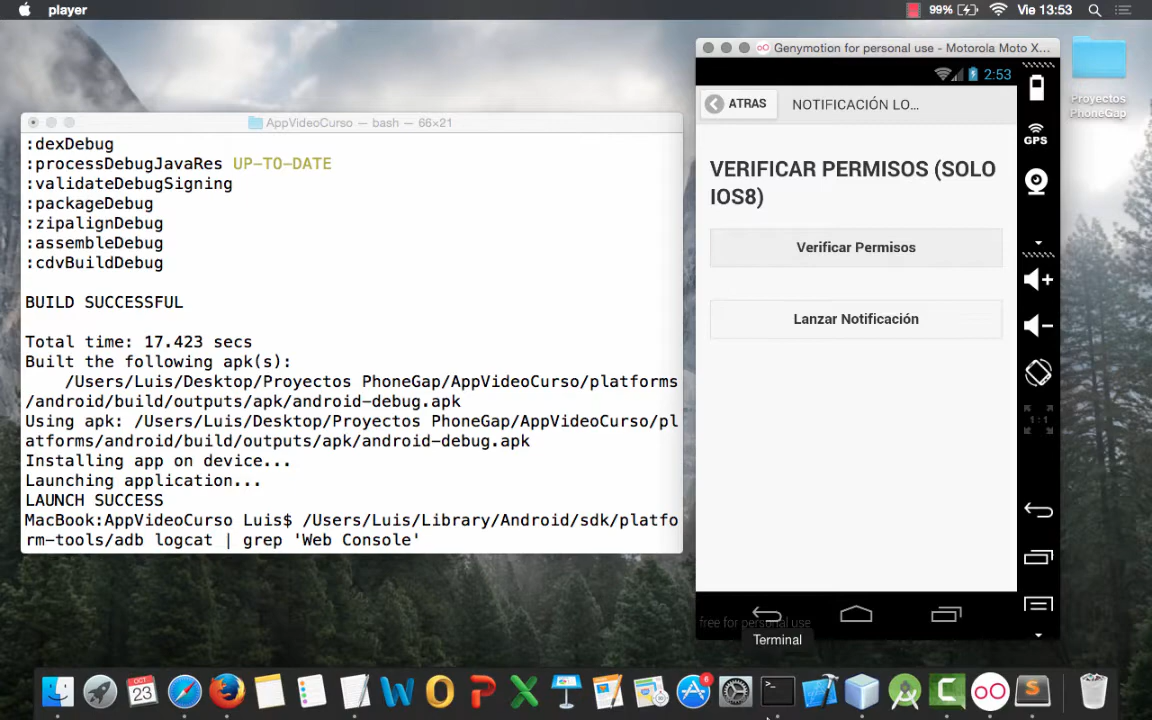 player
99%
Vie 13:53
Genymotion for personal use - Motorola Moto X...
Proyectos
PhoneGap
AppVideoCurso — bash — 66×21
:dexDebug
:processDebugJavaRes UP-TO-DATE
:validateDebugSigning
:packageDebug
:zipalignDebug
:assembleDebug
:cdvBuildDebug
BUILD SUCCESSFUL
Total time: 17.423 secs
Built the following apk(s):
/Users/Luis/Desktop/Proyectos PhoneGap/AppVideoCurso/platforms
/android/build/outputs/apk/android-debug.apk
Using apk: /Users/Luis/Desktop/Proyectos PhoneGap/AppVideoCurso/pl
atforms/android/build/outputs/apk/android-debug.apk
Installing app on device...
Launching application...
LAUNCH SUCCESS
MacBook:AppVideoCurso Luis$ /Users/Luis/Library/Android/sdk/platfo
rm-tools/adb logcat | grep 'Web Console'
2:53
ATRAS
NOTIFICACIÓN LO...
VERIFICAR PERMISOS (SOLO
IOS8)
Verificar Permisos
Lanzar Notificación
GPS
1:1
free for personal use
Terminal
OCT
23
6